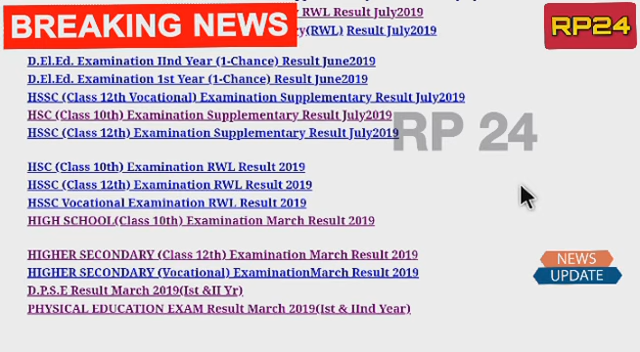 BREAKING NEWS
RWL Result July2019
RP24
(RWL) Result July2019
D.El.Ed. Examination IInd Year (1-Chance) Result June2019
D.El.Ed. Examination 1st Year (1-Chance) Result June2019
HSSC (Class 12th Vocational) Examination Supplementary Result July2019
HSC (Class 10th) Examination Supplementary Result July2019
HSSC (Class 12th) Examination Supplementary Result July2019
RP 24
HSC (Class 10th) Examination RWL Result 2019
HSSC (Class 12th) Examination RWL Result 2019
HSSC Vocational Examination RWL Result 2019
HIGH SCHOOL(Class 10th) Examination March Result 2019
HIGHER SECONDARY (Class 12th) Examination March Result 2019
HIGHER SECONDARY (Vocational) ExaminationMarch Result 2019
NEWS
UPDATE
D.P.S.E Result March 2019(Ist &II Yr)
PHYSICAL EDUCATION EXAM Result March 2019(Ist & IInd Year)